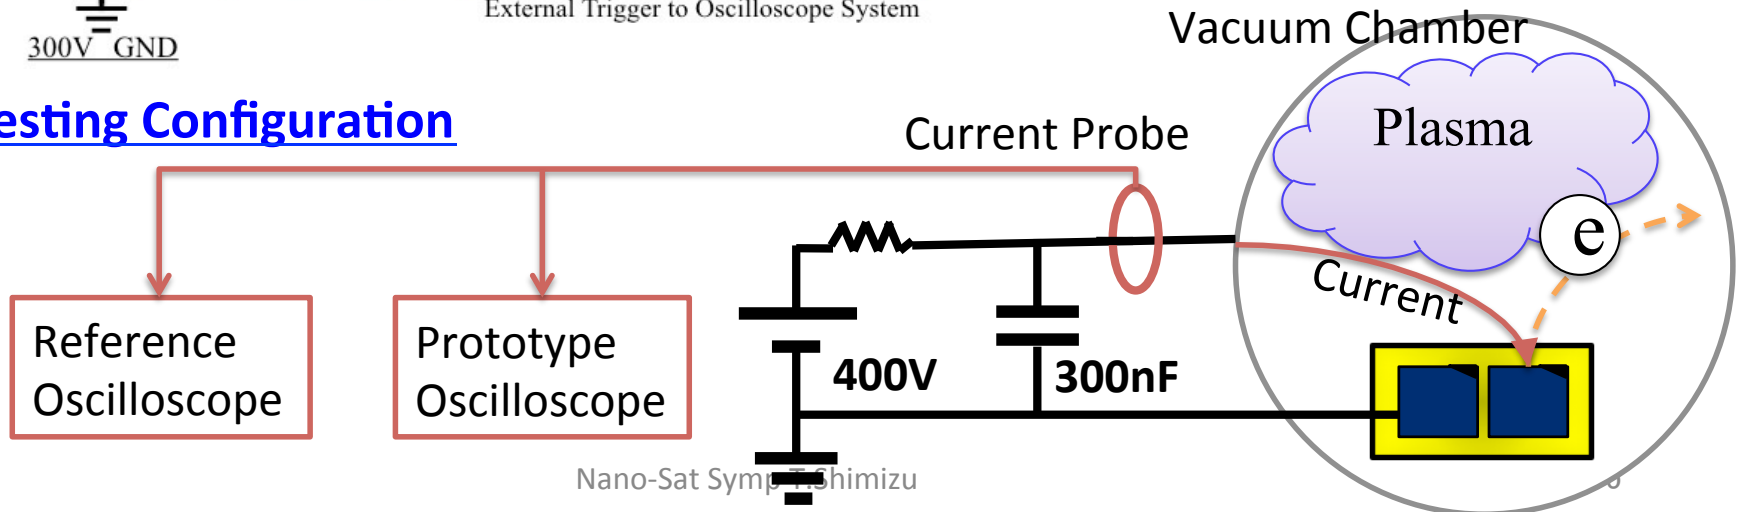 External Trigger to Oscilloscope System
300V GND
Vacuum Chamber
esting Configuration
Current Probe
Plasma
e
Current
Reference
Oscilloscope
Prototype
Oscilloscope
400V
300nF
Nano-Sat Symp T.Shimizu